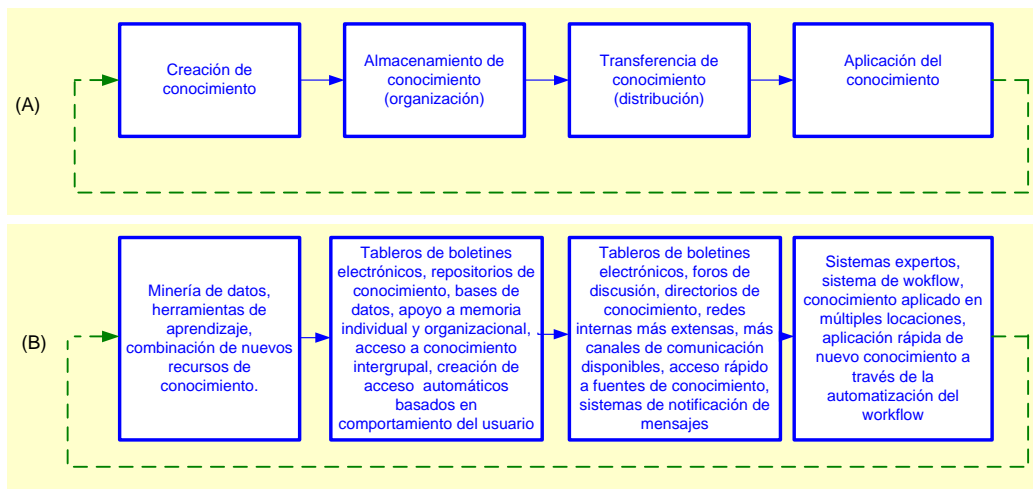 (A)
Creación de
conocimiento
Almacenamiento de
conocimiento
(organización)
Transferencia de
conocimiento
(distribución)
Aplicación del
conocimiento
(B)
Minería de datos,
herramientas de
aprendizaje,
combinación de nuevos
recursos de
conocimiento.
Tableros de boletines
electrónicos, repositorios de
conocimiento, bases de
datos, apoyo a memoria
individual y organizacional,
acceso a conocimiento
intergrupal, creación de
acceso automáticos
basados en
comportamiento del usuario
Tableros de boletines
electrónicos, foros de
discusión, directorios de
conocimiento, redes
internas más extensas, más
canales de comunicación
disponibles, acceso rápido
a fuentes de conocimiento,
sistemas de notificación de
mensajes
Sistemas expertos,
sistema de wokflow,
conocimiento aplicado en
múltiples locaciones,
aplicación rápida de
nuevo conocimiento a
través de la
automatización del
workflow